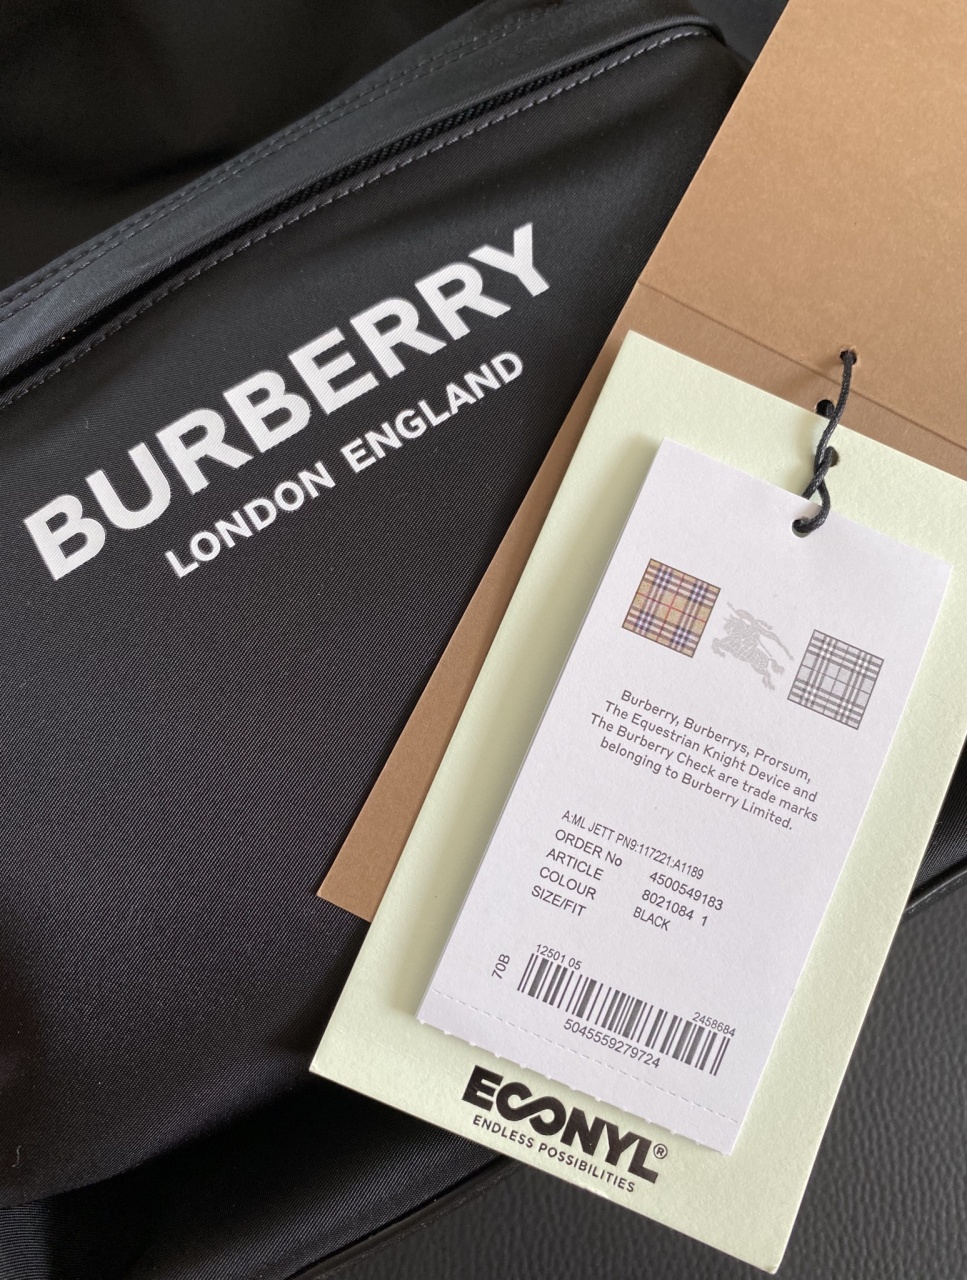 BURBERRY
LONDON ENGLAND
Burberry, Burberrys, Prorsum,
The Equestrian Knight Device and
The Burberry Check are trade marks
belonging to Burberry Limited.
A:ML JETT PN9:117221:A1189
ORDER No 4500549183
ARTICLE 8021084 1
COLOUR BLACK
SIZE/FIT
70B
12501 05
2458684
5045559279724
ECONYL®
ENDLESS POSSIBILITIES